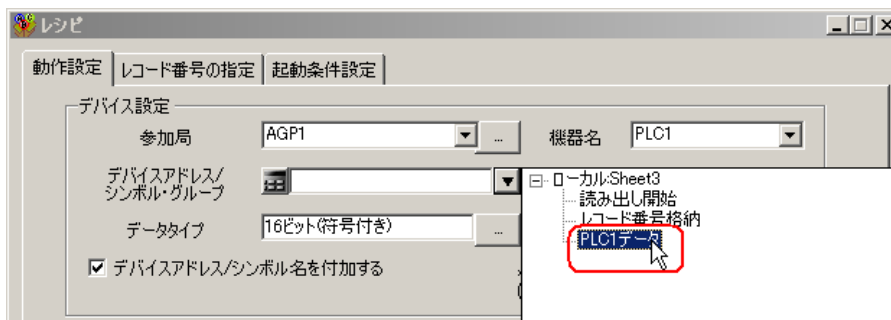 レシピ
動作設定 レコード番号の指定 起動条件設定
デバイス設定
参加局 AGP1 ... 機器名 PLC1
デバイスアドレス/
シンボル・グループ
ローカル:Sheet3
読み出し開始
レコード番号格納
PLC1データ
データタイプ 16ビット(符号付き) ...
デバイスアドレス/シンボル名を付加する